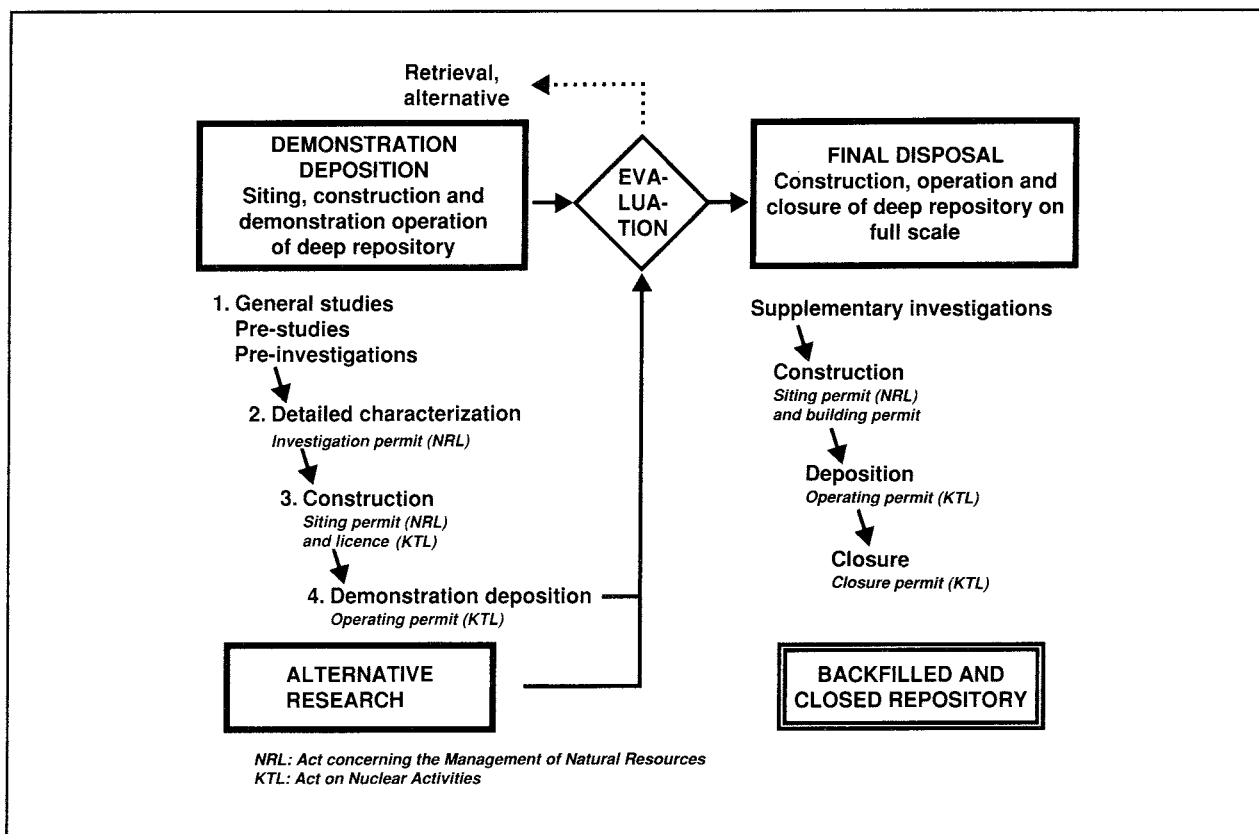 Retrieval,
alternative
DEMONSTRATION
DEPOSITION
Siting, construction and
demonstration operation
of deep repository
EVA-
LUA-
TION
FINAL DISPOSAL
Construction, operation and
closure of deep repository on
full scale
1. General studies
Pre-studies
Pre-investigations
2. Detailed characterization
Investigation permit (NRL)
3. Construction
Siting permit (NRL)
and licence (KTL)
4. Demonstration deposition
Operating permit (KTL)
Supplementary investigations
Construction
Siting permit (NRL)
and building permit
Deposition
Operating permit (KTL)
Closure
Closure permit (KTL)
ALTERNATIVE
RESEARCH
BACKFILLED AND
CLOSED REPOSITORY
NRL: Act concerning the Management of Natural Resources
KTL: Act on Nuclear Activities